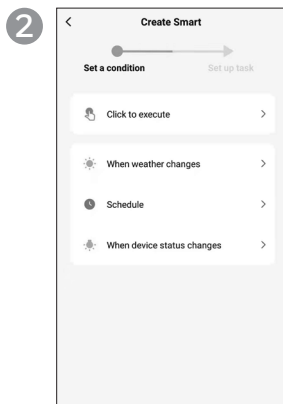 2
Create Smart
Set a condition Set up task
Click to execute
When weather changes
Schedule
When device status changes